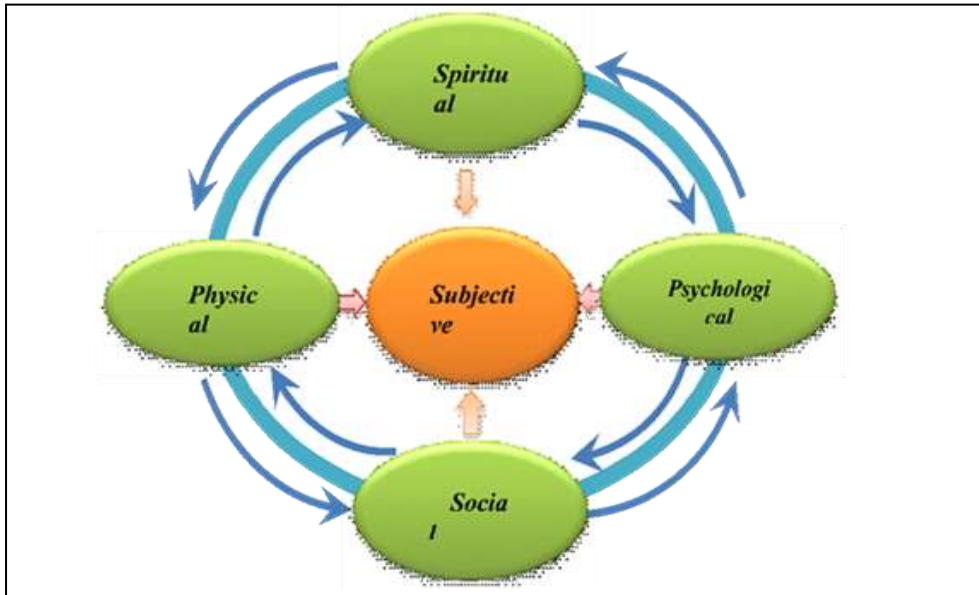 Spiritu
al
Physic
al
Subjecti
ve
Psychologi
cal
Socia
l